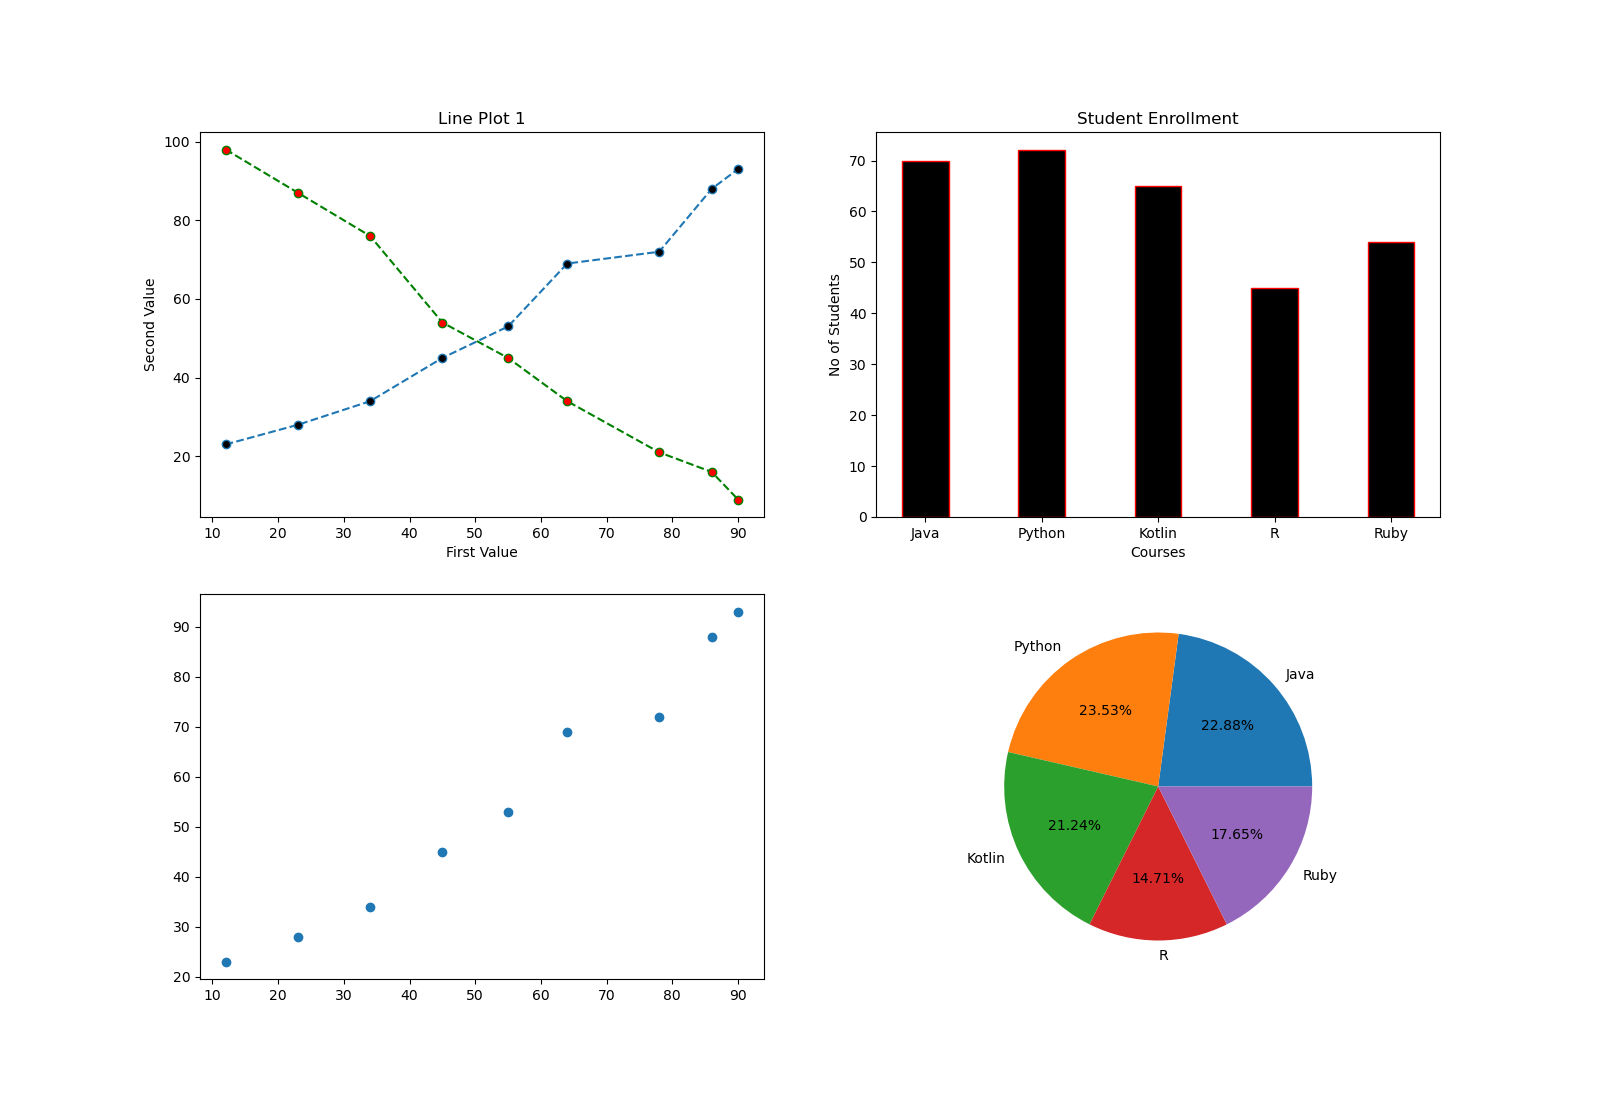 Line Plot 1
100
80
60
40
20
Second Value
10 20 30 40 50 60 70 80 90
First Value
Student Enrollment
70
60
50
40
30
20
10
0
No of Students
Java Python Kotlin R Ruby
Courses
90
80
70
60
50
40
30
20
10 20 30 40 50 60 70 80 90
Python
Java
23.53%
22.88%
21.24%
17.65%
Kotlin
14.71%
Ruby
R